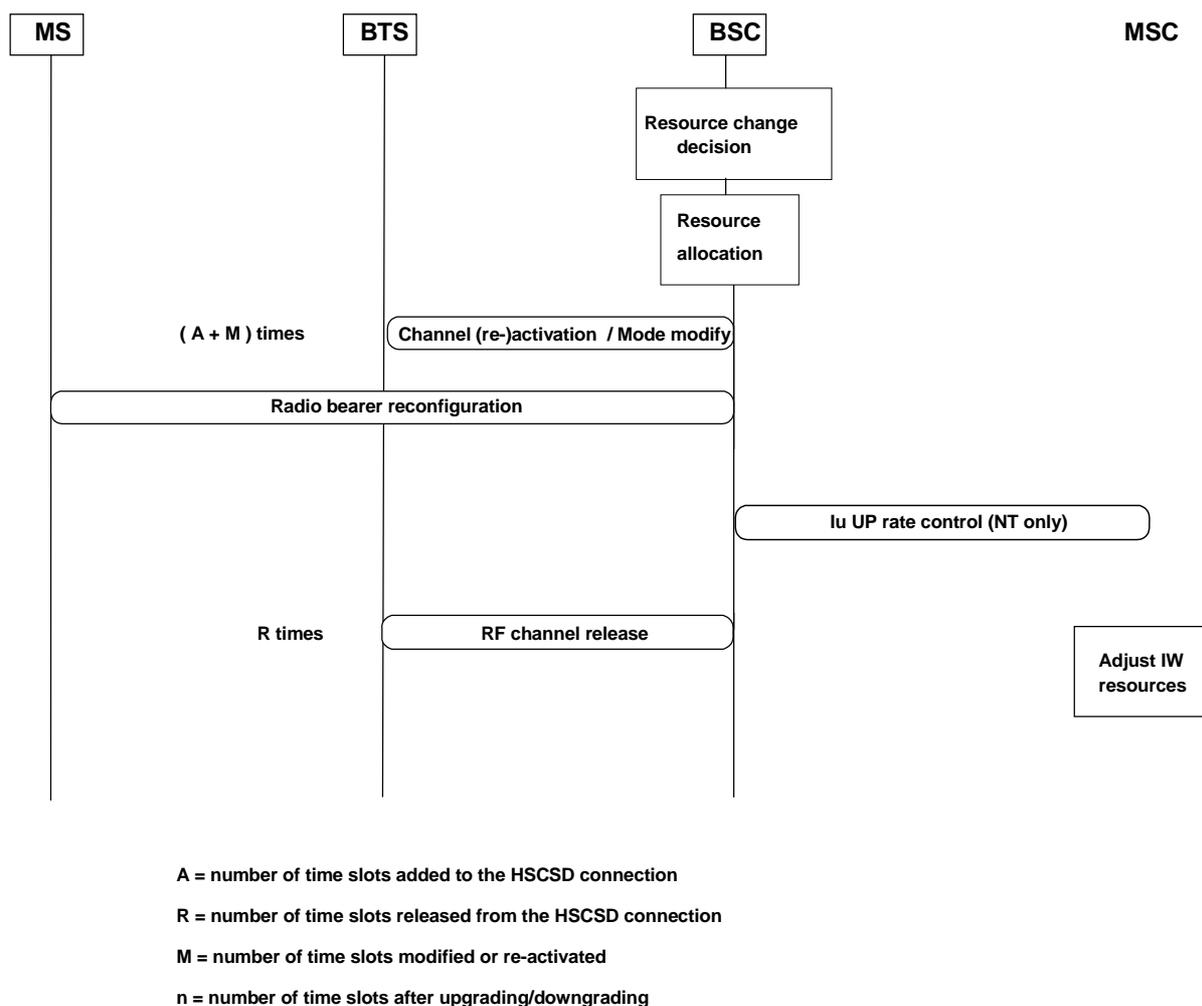 MS
BTS
BSC
MSC
Resource change
decision
Resource
allocation
( A + M ) times
Channel (re-)activation / Mode modify
Radio bearer reconfiguration
Iu UP rate control (NT only)
R times
RF channel release
Adjust IW
resources
A = number of time slots added to the HSCSD connection
R = number of time slots released from the HSCSD connection
M = number of time slots modified or re-activated
n = number of time slots after upgrading/downgrading